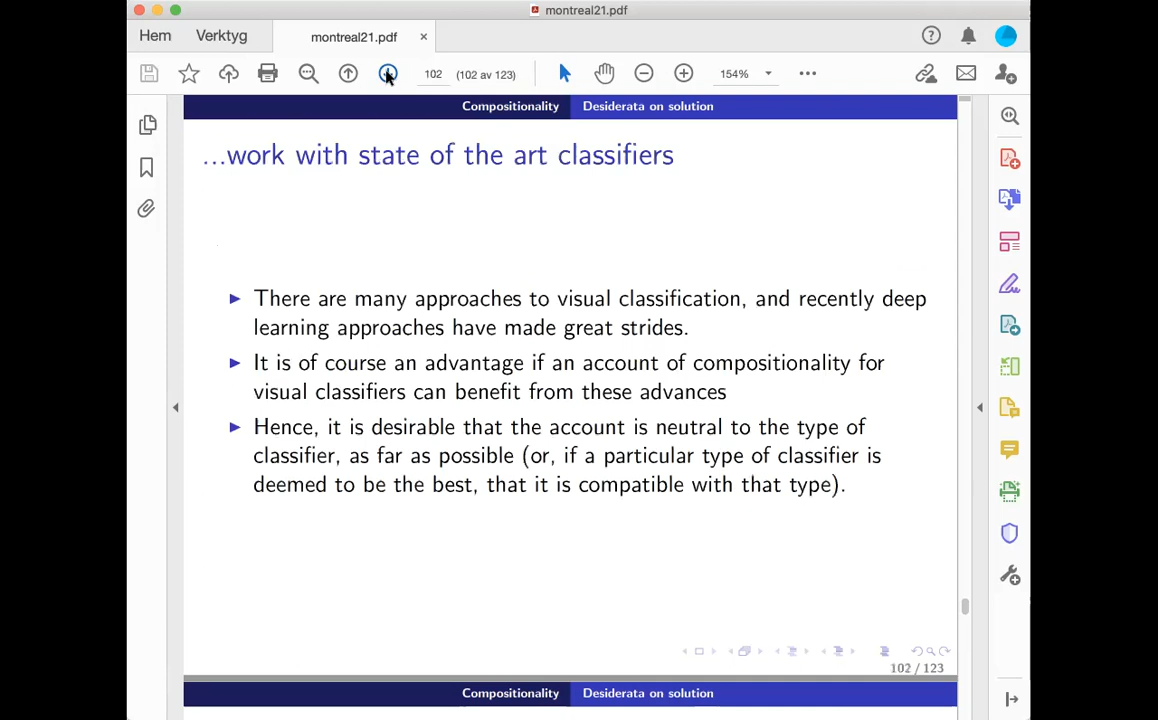 montreal21.pdf
Hem Verktyg montreal21.pdf ×
102 (102 av 123) 154%
Compositionality Desiderata on solution
...work with state of the art classifiers
There are many approaches to visual classification, and recently deep
learning approaches have made great strides.
It is of course an advantage if an account of compositionality for
visual classifiers can benefit from these advances
Hence, it is desirable that the account is neutral to the type of
classifier, as far as possible (or, if a particular type of classifier is
deemed to be the best, that it is compatible with that type).
102 / 123
Compositionality Desiderata on solution